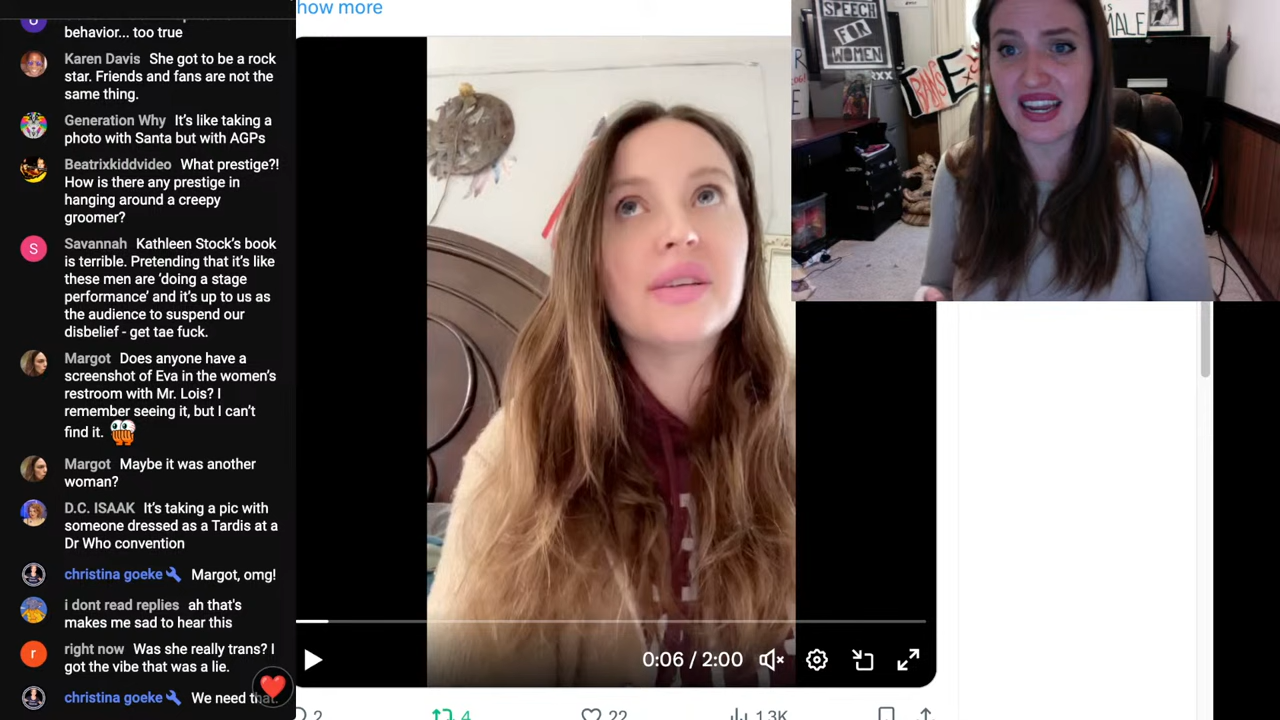 behavior... too true
Karen Davis She got to be a rock
star. Friends and fans are not the
same thing.
Generation Why It's like taking a
photo with Santa but with AGPs
Beatrixkiddvideo What prestige?!
How is there any prestige in
hanging around a creepy
groomer?
S
Savannah Kathleen Stock's book
is terrible. Pretending that it's like
these men are 'doing a stage
performance' and it's up to us as
the audience to suspend our
disbelief - get tae fuck.
Margot Does anyone have a
screenshot of Eva in the women's
restroom with Mr. Lois? I
remember seeing it, but I can't
find it.
Margot Maybe it was another
woman?
D.C. ISAAK It's taking a pic with
someone dressed as a Tardis at a
Dr Who convention
christina goeke Margot, omg!
i dont read replies ah that's
makes me sad to hear this
r
right now Was she really trans? I
got the vibe that was a lie.
christina goeke We need that.
how more
0:06 / 2:00
2
4
22
1.3K
SPEECH
FOR
WOMEN
XX
TRANS
IS
MALE